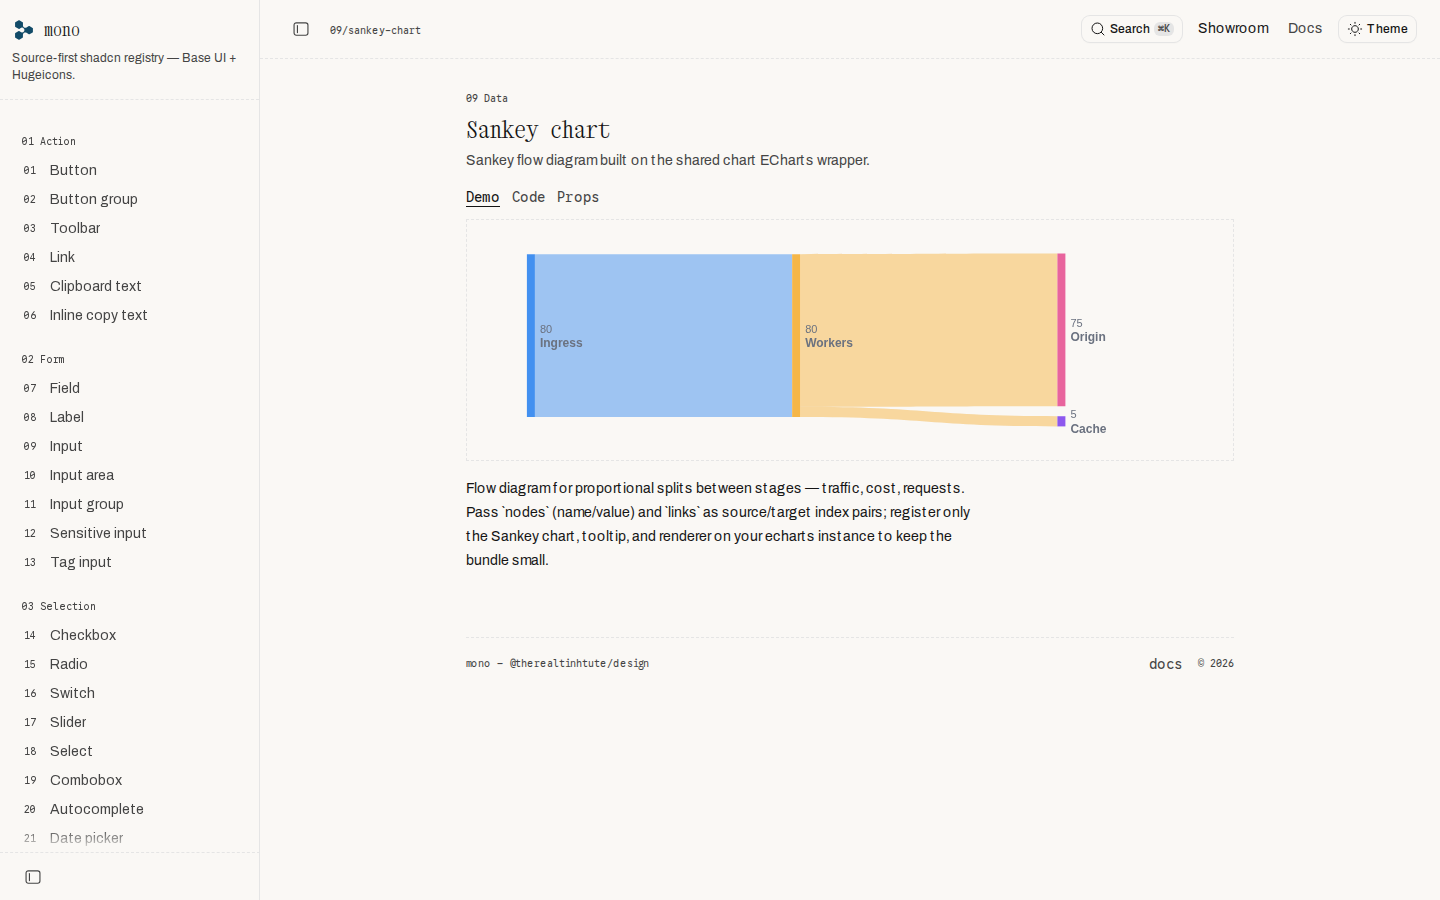 mono
Source-first shadcn registry — Base UI +
Hugeicons.
01 Action
01 Button
02 Button group
03 Toolbar
04 Link
05 Clipboard text
06 Inline copy text
02 Form
07 Field
08 Label
09 Input
10 Input area
11 Input group
12 Sensitive input
13 Tag input
03 Selection
14 Checkbox
15 Radio
16 Switch
17 Slider
18 Select
19 Combobox
20 Autocomplete
21 Date picker
09/sankey-chart
Search ⌘K
Showroom
Docs
Theme
09 Data
Sankey chart
Sankey flow diagram built on the shared chart ECharts wrapper.
Demo Code Props
80
Ingress
80
Workers
75
Origin
5
Cache
Flow diagram for proportional splits between stages — traffic, cost, requests.
Pass `nodes` (name/value) and `links` as source/target index pairs; register only
the Sankey chart, tooltip, and renderer on your echarts instance to keep the
bundle small.
mono — @therealtinhtute/design
docs © 2026